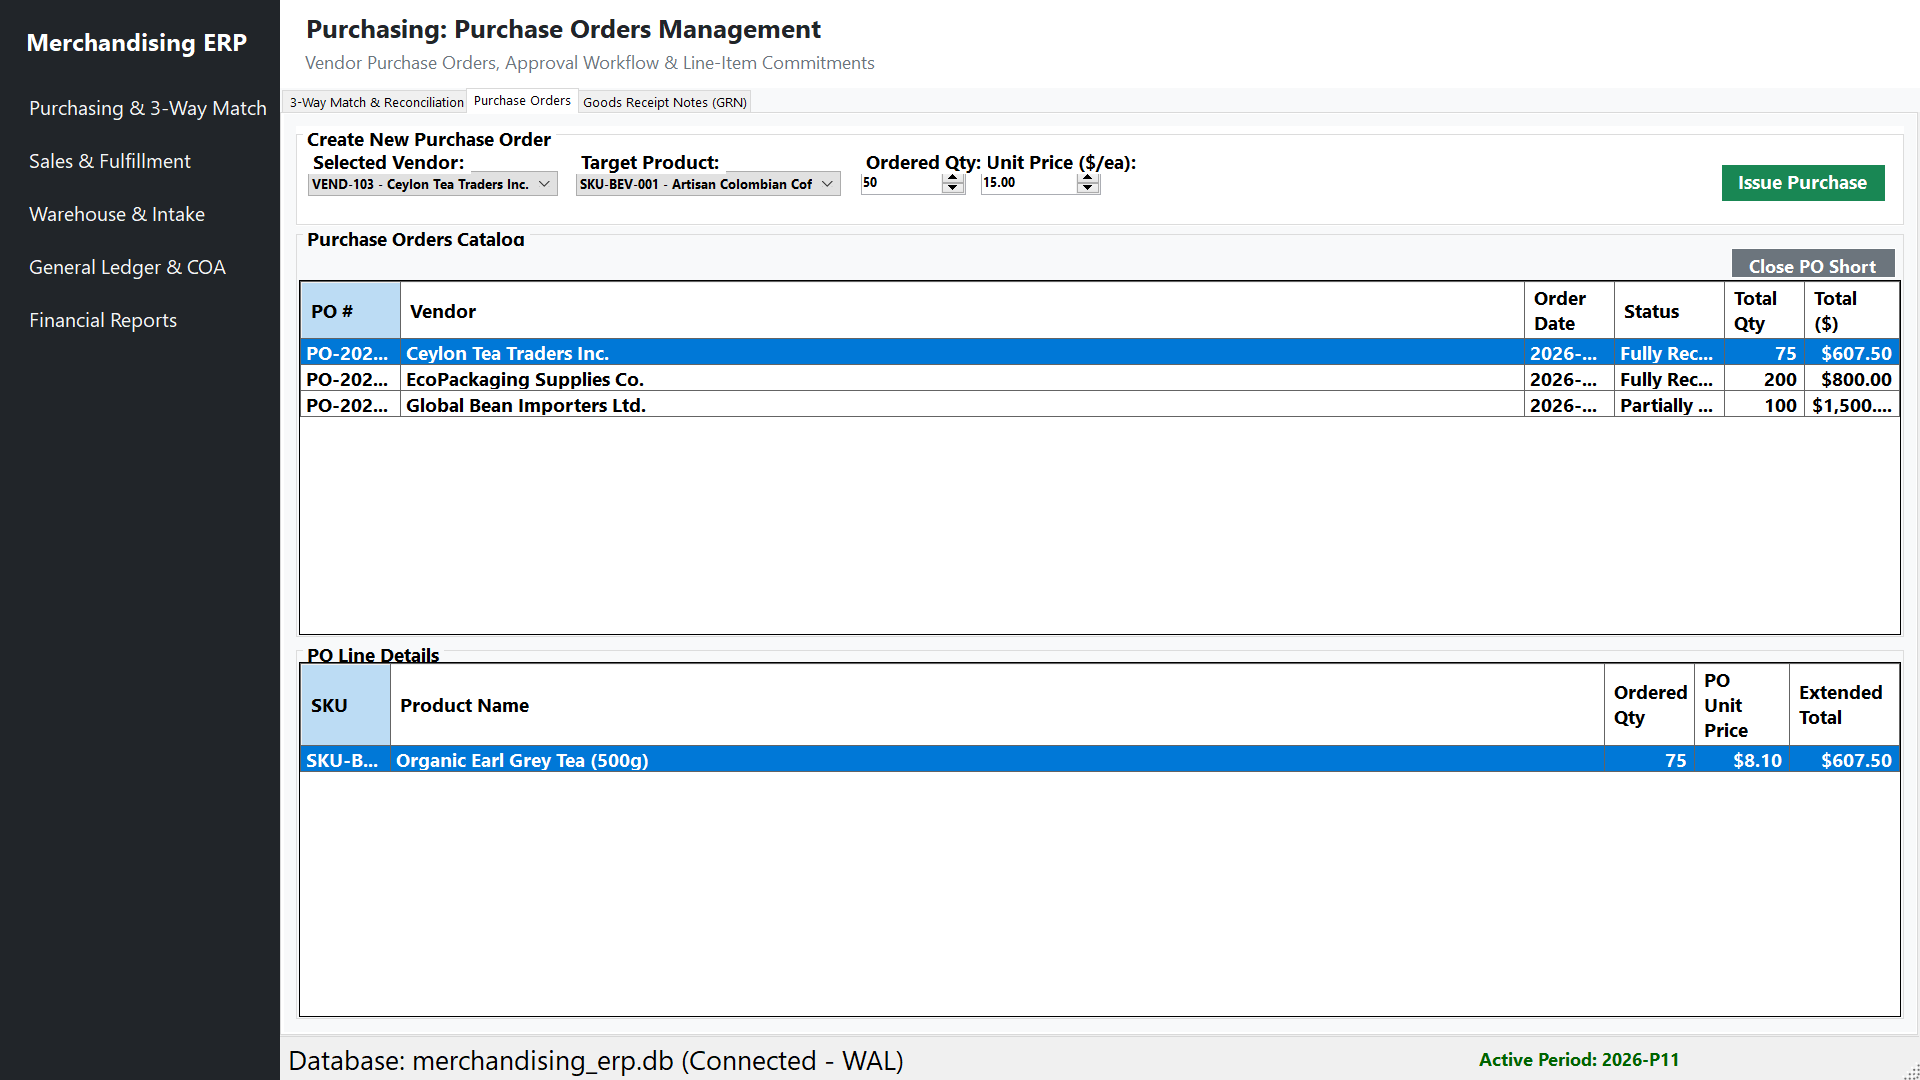 Merchandising ERP
Purchasing & 3-Way Match
Sales & Fulfillment
Warehouse & Intake
General Ledger & COA
Financial Reports
Purchasing: Purchase Orders Management
Vendor Purchase Orders, Approval Workflow & Line-Item Commitments
3-Way Match & Reconciliation
Purchase Orders
Goods Receipt Notes (GRN)
Create New Purchase Order
Selected Vendor:
Target Product:
Ordered Qty:
Unit Price ($/ea):
VEND-103 - Ceylon Tea Traders Inc.
SKU-BEV-001 - Artisan Colombian Cof
50
15.00
Issue Purchase
Purchase Orders Catalog
Close PO Short
PO #
Vendor
Order Date
Status
Total Qty
Total ($)
PO-202... Ceylon Tea Traders Inc. 2026-... Fully Rec... 75 $607.50
PO-202... EcoPackaging Supplies Co. 2026-... Fully Rec... 200 $800.00
PO-202... Global Bean Importers Ltd. 2026-... Partially ... 100 $1,500....
PO Line Details
SKU
Product Name
Ordered Qty
PO Unit Price
Extended Total
SKU-B... Organic Earl Grey Tea (500g) 75 $8.10 $607.50
Database: merchandising_erp.db (Connected - WAL)
Active Period: 2026-P11